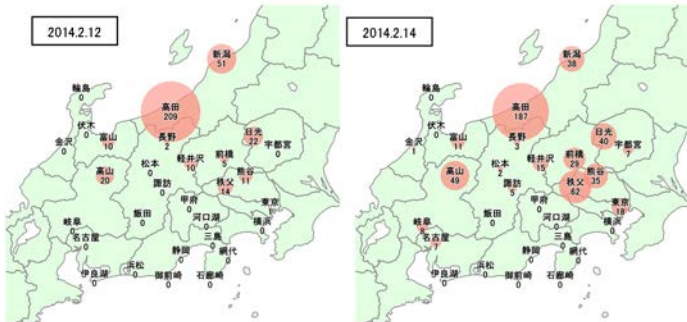 2014.2.12
新潟
51
輪島
0
高田
209
伏木
0
金沢
0
富山
10
長野
2
日光
22
宇都宮
0
前橋
5
軽井沢
10
松本
0
熊谷
11
高山
20
諏訪
0
秩父
14
東京
甲府
0
飯田
0
河口湖
0
横浜
0
岐阜
0
名古屋
0
静岡
0
三島
0
網代
0
伊良湖
0
浜松
0
御前崎
0
石廊崎
0
2014.2.14
新潟
38
輪島
0
高田
187
伏木
0
金沢
1
富山
11
長野
3
日光
40
宇都宮
7
前橋
29
軽井沢
15
松本
2
熊谷
35
高山
49
諏訪
5
秩父
62
東京
18
甲府
0
飯田
0
河口湖
0
横浜
0
岐阜
8
名古屋
7
静岡
0
三島
0
網代
0
伊良湖
0
浜松
0
御前崎
0
石廊崎
0